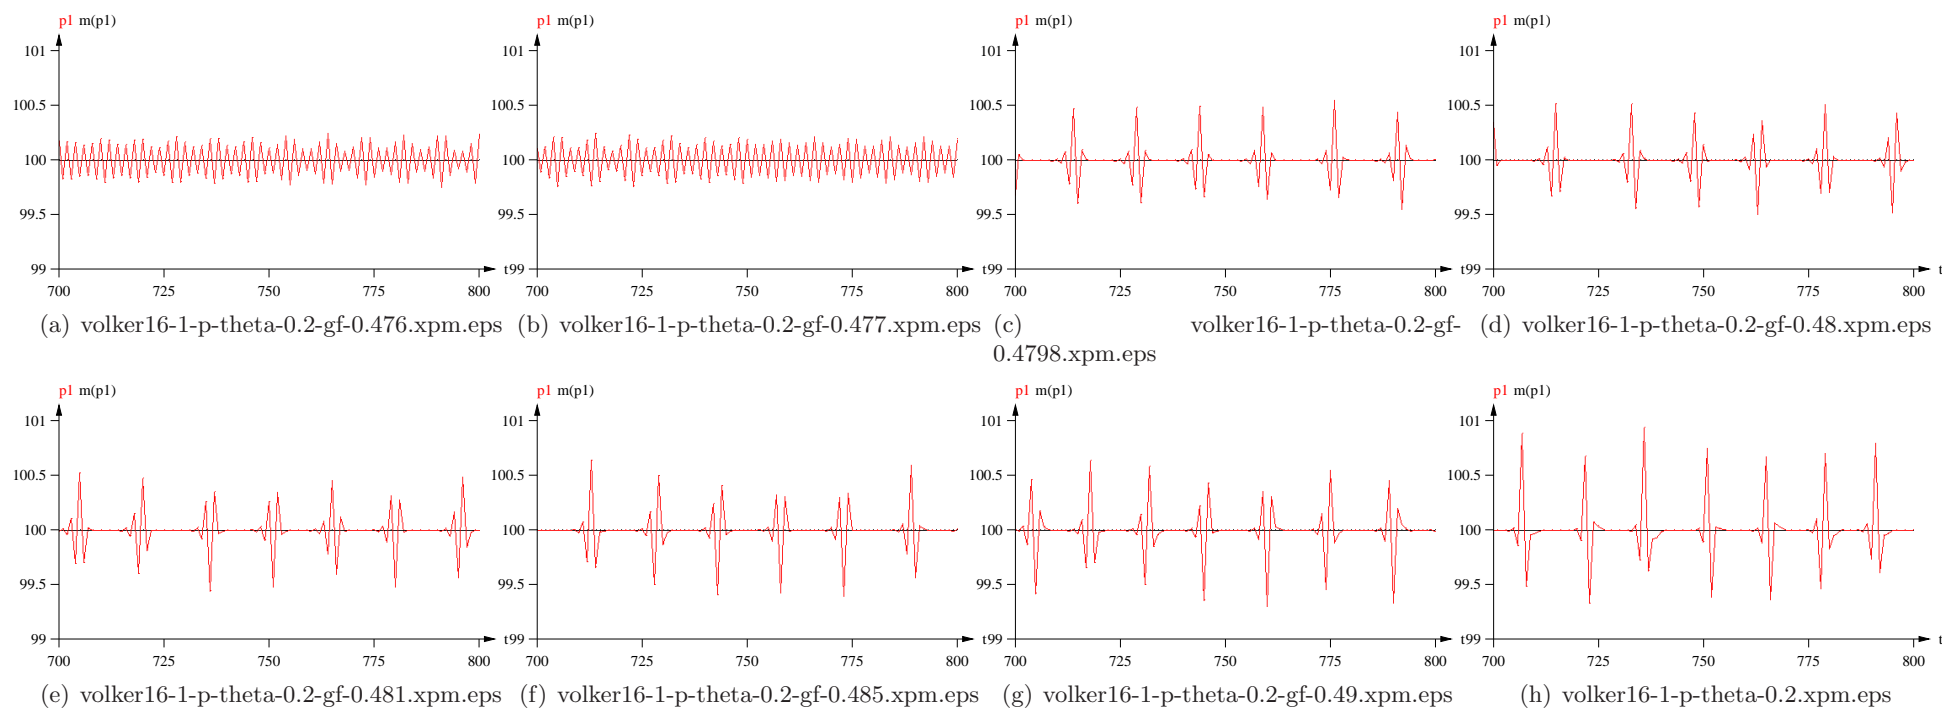 p1 m(p1)
101
100.5
100
99.5
99
700 725 750 775 800
t
(a) volker16-1-p-theta-0.2-gf-0.476.xpm.eps
p1 m(p1)
101
100.5
100
99.5
99
700 725 750 775 800
t
(b) volker16-1-p-theta-0.2-gf-0.477.xpm.eps
p1 m(p1)
101
100.5
100
99.5
99
700 725 750 775 800
t
(c) volker16-1-p-theta-0.2-gf-
0.4798.xpm.eps
p1 m(p1)
101
100.5
100
99.5
99
700 725 750 775 800
t
(d) volker16-1-p-theta-0.2-gf-0.48.xpm.eps
p1 m(p1)
101
100.5
100
99.5
99
700 725 750 775 800
t
(e) volker16-1-p-theta-0.2-gf-0.481.xpm.eps
p1 m(p1)
101
100.5
100
99.5
99
700 725 750 775 800
t
(f) volker16-1-p-theta-0.2-gf-0.485.xpm.eps
p1 m(p1)
101
100.5
100
99.5
99
700 725 750 775 800
t
(g) volker16-1-p-theta-0.2-gf-0.49.xpm.eps
p1 m(p1)
101
100.5
100
99.5
99
700 725 750 775 800
t
(h) volker16-1-p-theta-0.2.xpm.eps